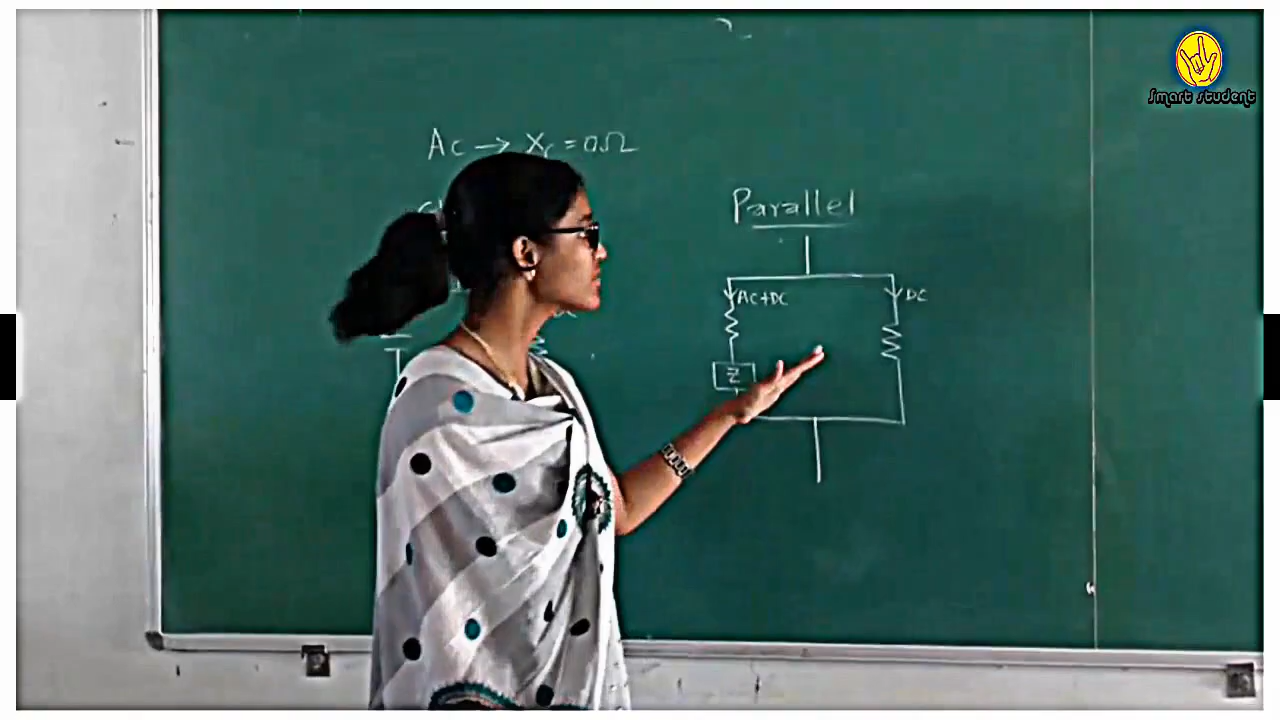 Smart student
Ac → Xc = 0Ω
Parallel
AC+DC
DC
Z